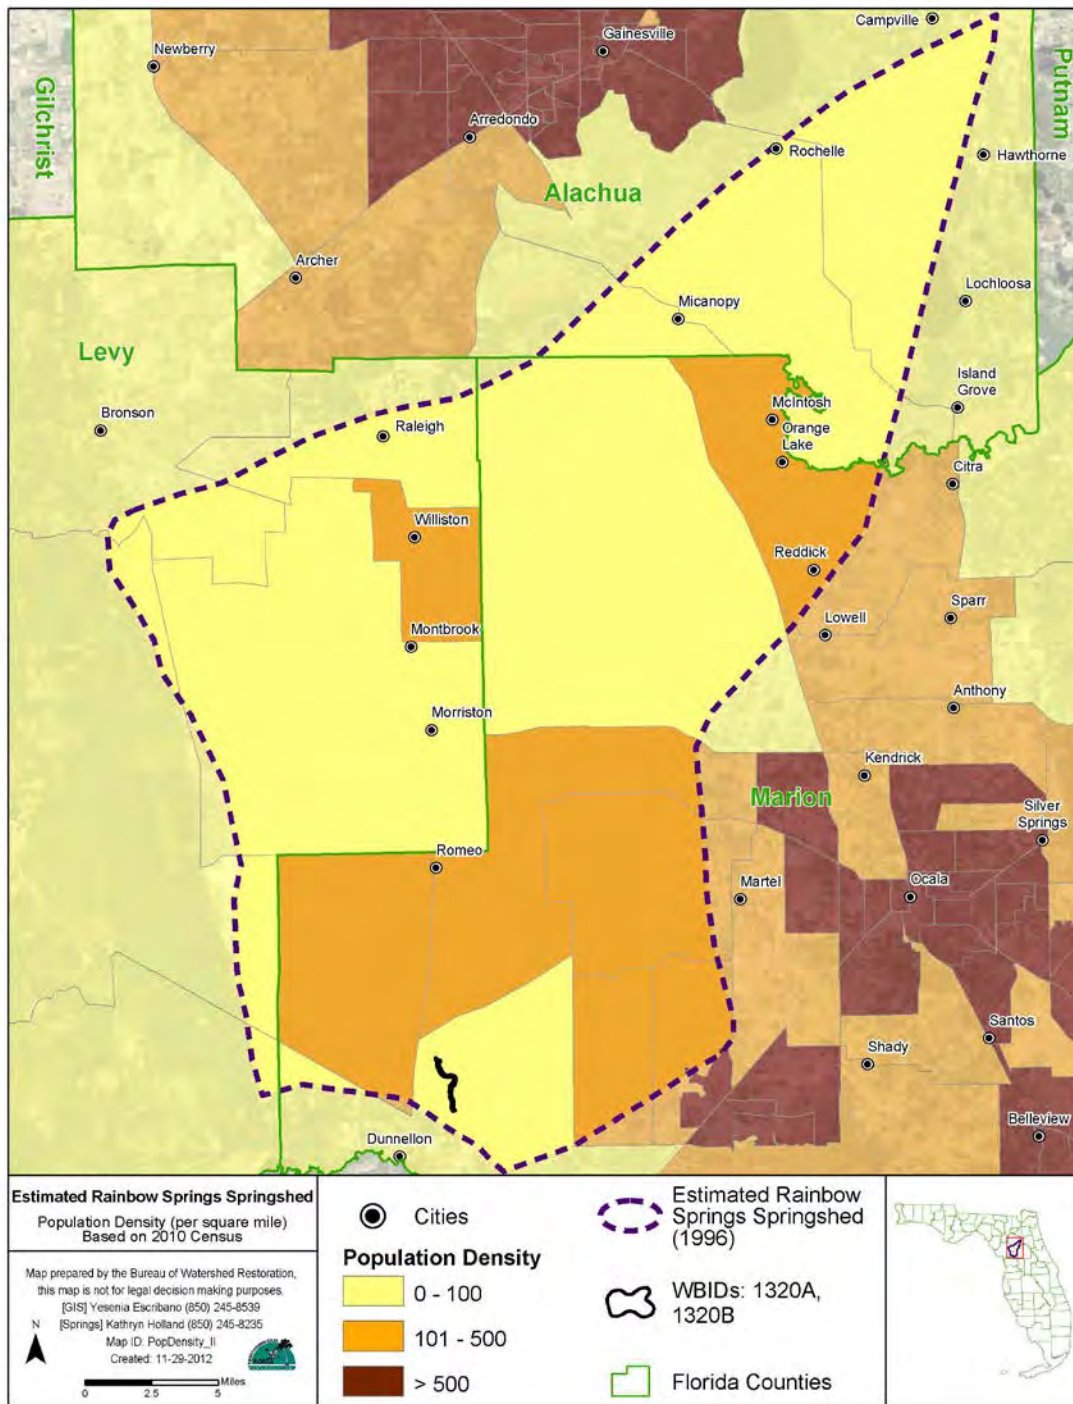 Campville
Gainesville
Newberry
Gilchrist
Putnam
Arredondo
Rochelle
Hawthorne
Alachua
Archer
Lochloosa
Micanopy
Levy
Island
Grove
Bronson
McIntosh
Raleigh
Orange
Lake
Citra
Williston
Reddick
Sparr
Lowell
Montbrook
Anthony
Morriston
Kendrick
Marion
Silver
Springs
Romeo
Martel
Ocala
Santos
Shady
Belleview
Dunnellon
Estimated Rainbow Springs Springshed
Population Density (per square mile)
Based on 2010 Census
Map prepared by the Bureau of Watershed Restoration,
this map is not for legal decision making purposes.
[GIS] Yesenia Escribano (850) 245-8539
[Springs] Kathryn Holland (850) 245-8235
Map ID: PopDensity_II
Created: 11-29-2012
N
Miles
0 2.5 5
Cities
Population Density
0 - 100
101 - 500
> 500
Estimated Rainbow
Springs Springshed
(1996)
WBIDs: 1320A,
1320B
Florida Counties